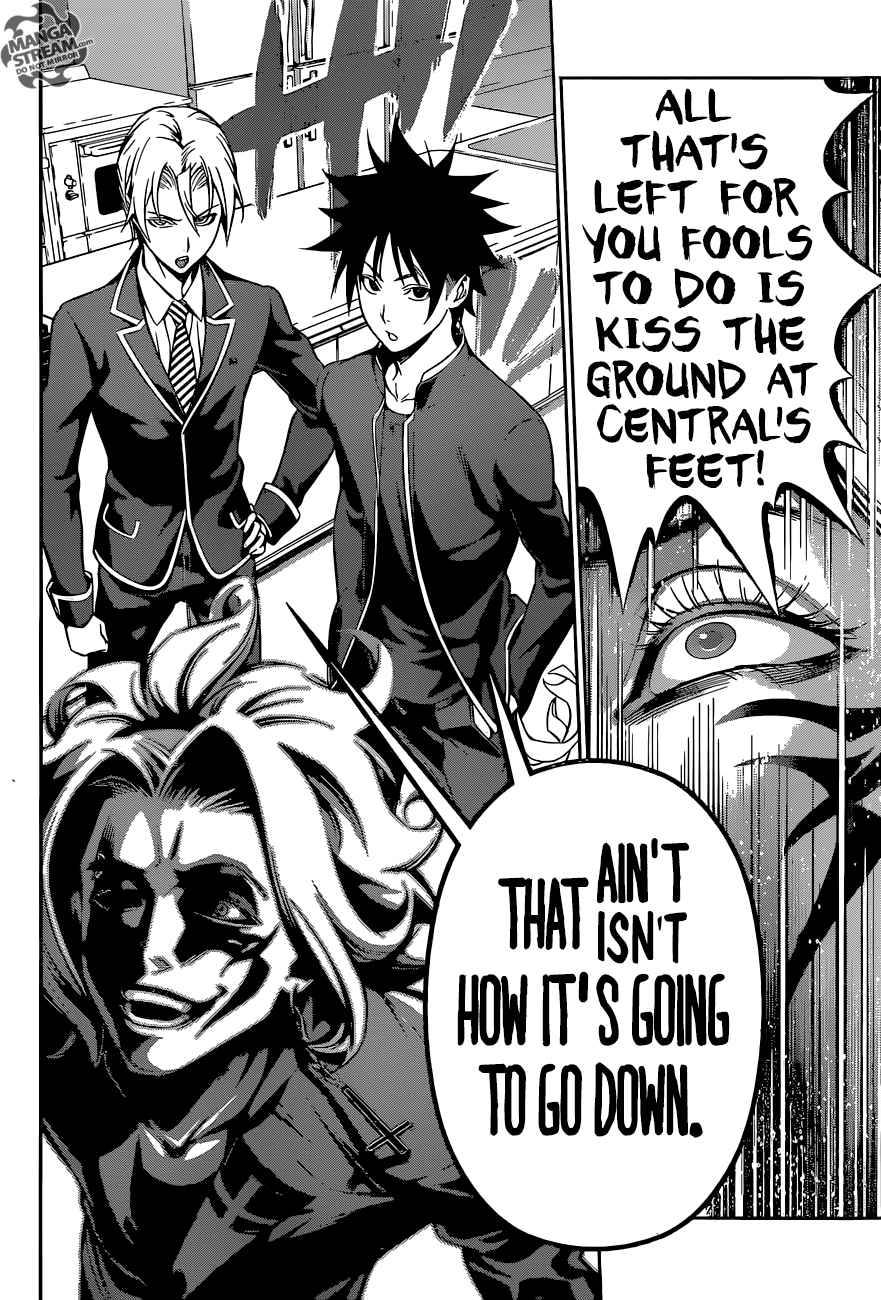 ALL
THAT'S
LEFT FOR
YOU FOOLS
TO DO IS
KISS THE
GROUND AT
CENTRAL'S
FEET!
THAT AIN'T
ISN'T
HOW IT'S GOING
TO GO DOWN.
MANGA
STREAM.com
DO NOT MIRROR